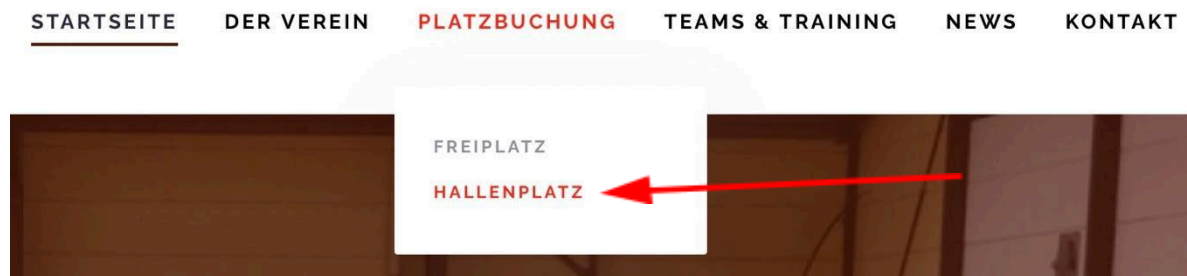 STARTSEITE DER VEREIN PLATZBUCHUNG TEAMS & TRAINING NEWS KONTAKT
FREIPLATZ
HALLENPLATZ